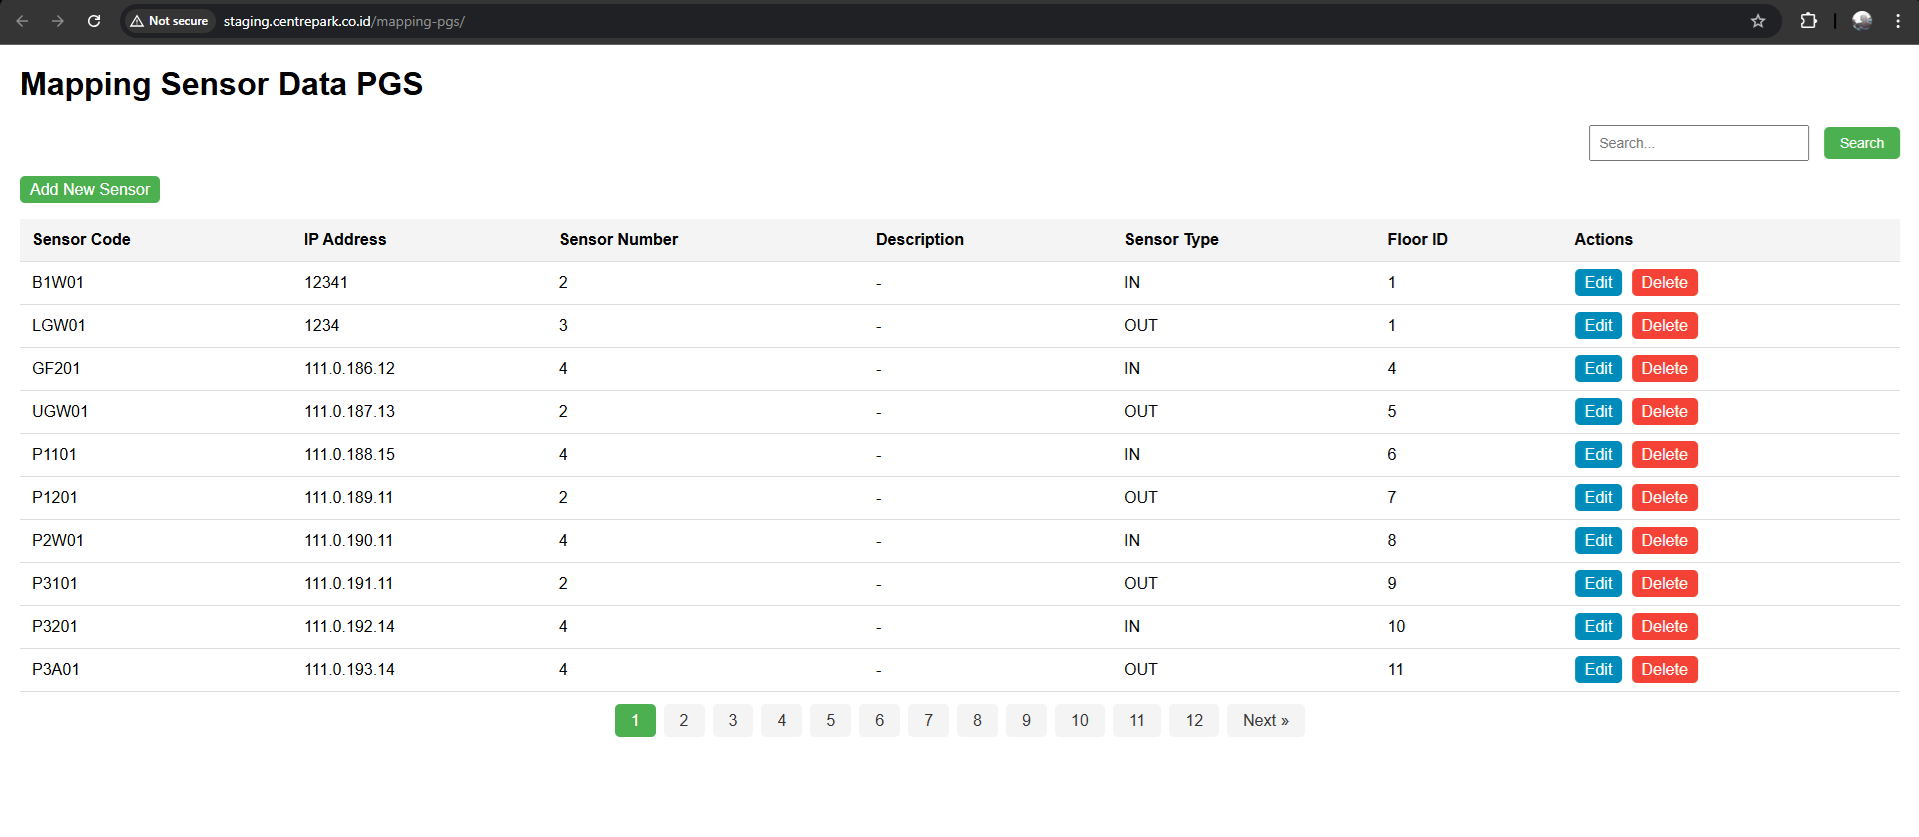 Not secure staging.centrepark.co.id/mapping-pgs/
Mapping Sensor Data PGS
Search... Search
Add New Sensor
Sensor Code IP Address Sensor Number Description Sensor Type Floor ID Actions
B1W01 12341 2 - IN 1 Edit Delete
LGW01 1234 3 - OUT 1 Edit Delete
GF201 111.0.186.12 4 - IN 4 Edit Delete
UGW01 111.0.187.13 2 - OUT 5 Edit Delete
P1101 111.0.188.15 4 - IN 6 Edit Delete
P1201 111.0.189.11 2 - OUT 7 Edit Delete
P2W01 111.0.190.11 4 - IN 8 Edit Delete
P3101 111.0.191.11 2 - OUT 9 Edit Delete
P3201 111.0.192.14 4 - IN 10 Edit Delete
P3A01 111.0.193.14 4 - OUT 11 Edit Delete
1 2 3 4 5 6 7 8 9 10 11 12 Next »